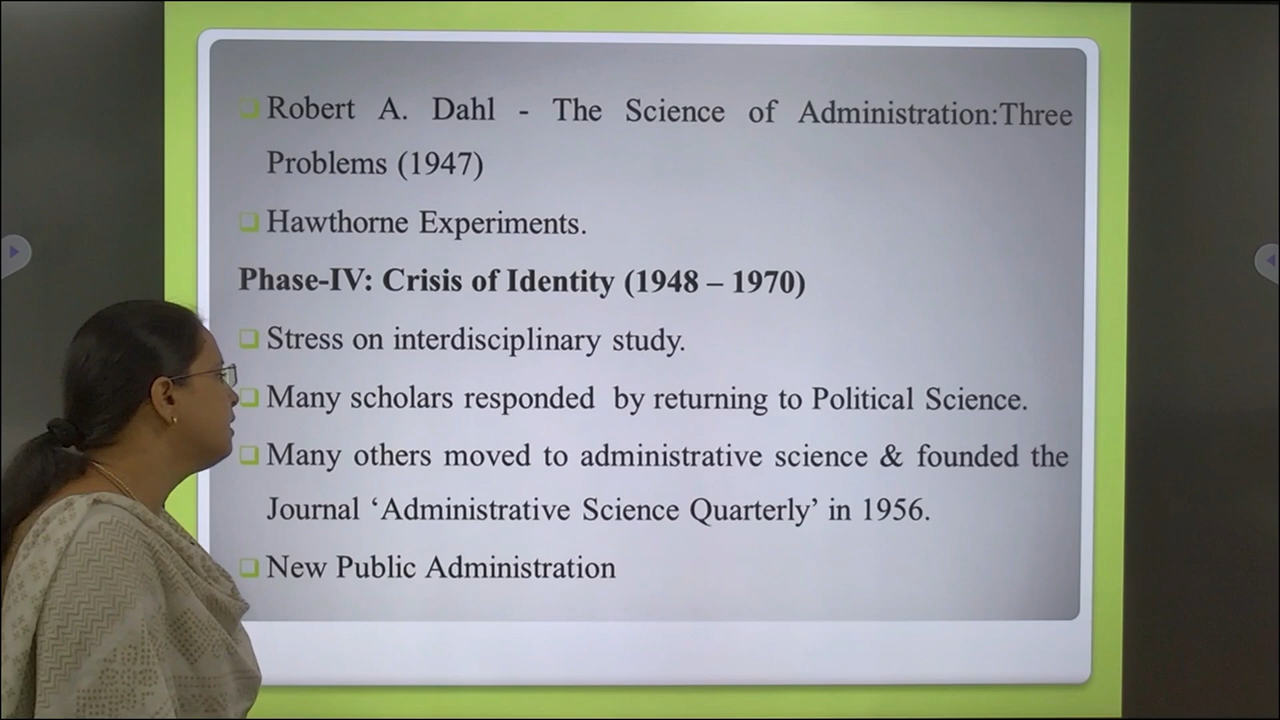 Robert A. Dahl - The Science of Administration:Three
Problems (1947)
Hawthorne Experiments.
Phase-IV: Crisis of Identity (1948 – 1970)
Stress on interdisciplinary study.
Many scholars responded by returning to Political Science.
Many others moved to administrative science & founded the
Journal ‘Administrative Science Quarterly’ in 1956.
New Public Administration